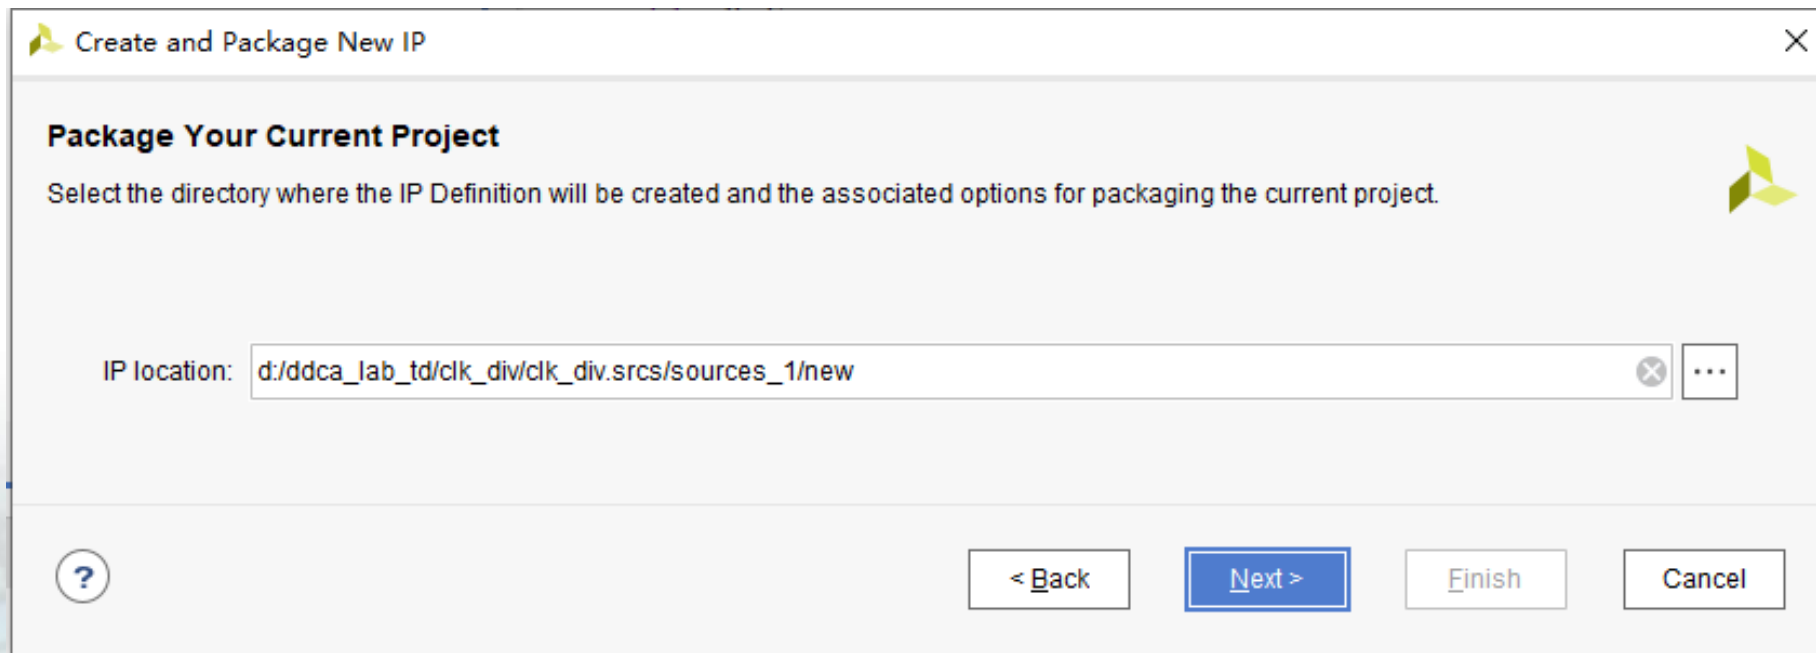 Create and Package New IP
Package Your Current Project
Select the directory where the IP Definition will be created and the associated options for packaging the current project.
IP location: d:/ddca_lab_td/clk_div/clk_div.srcs/sources_1/new ...
? < Back Next > Finish Cancel